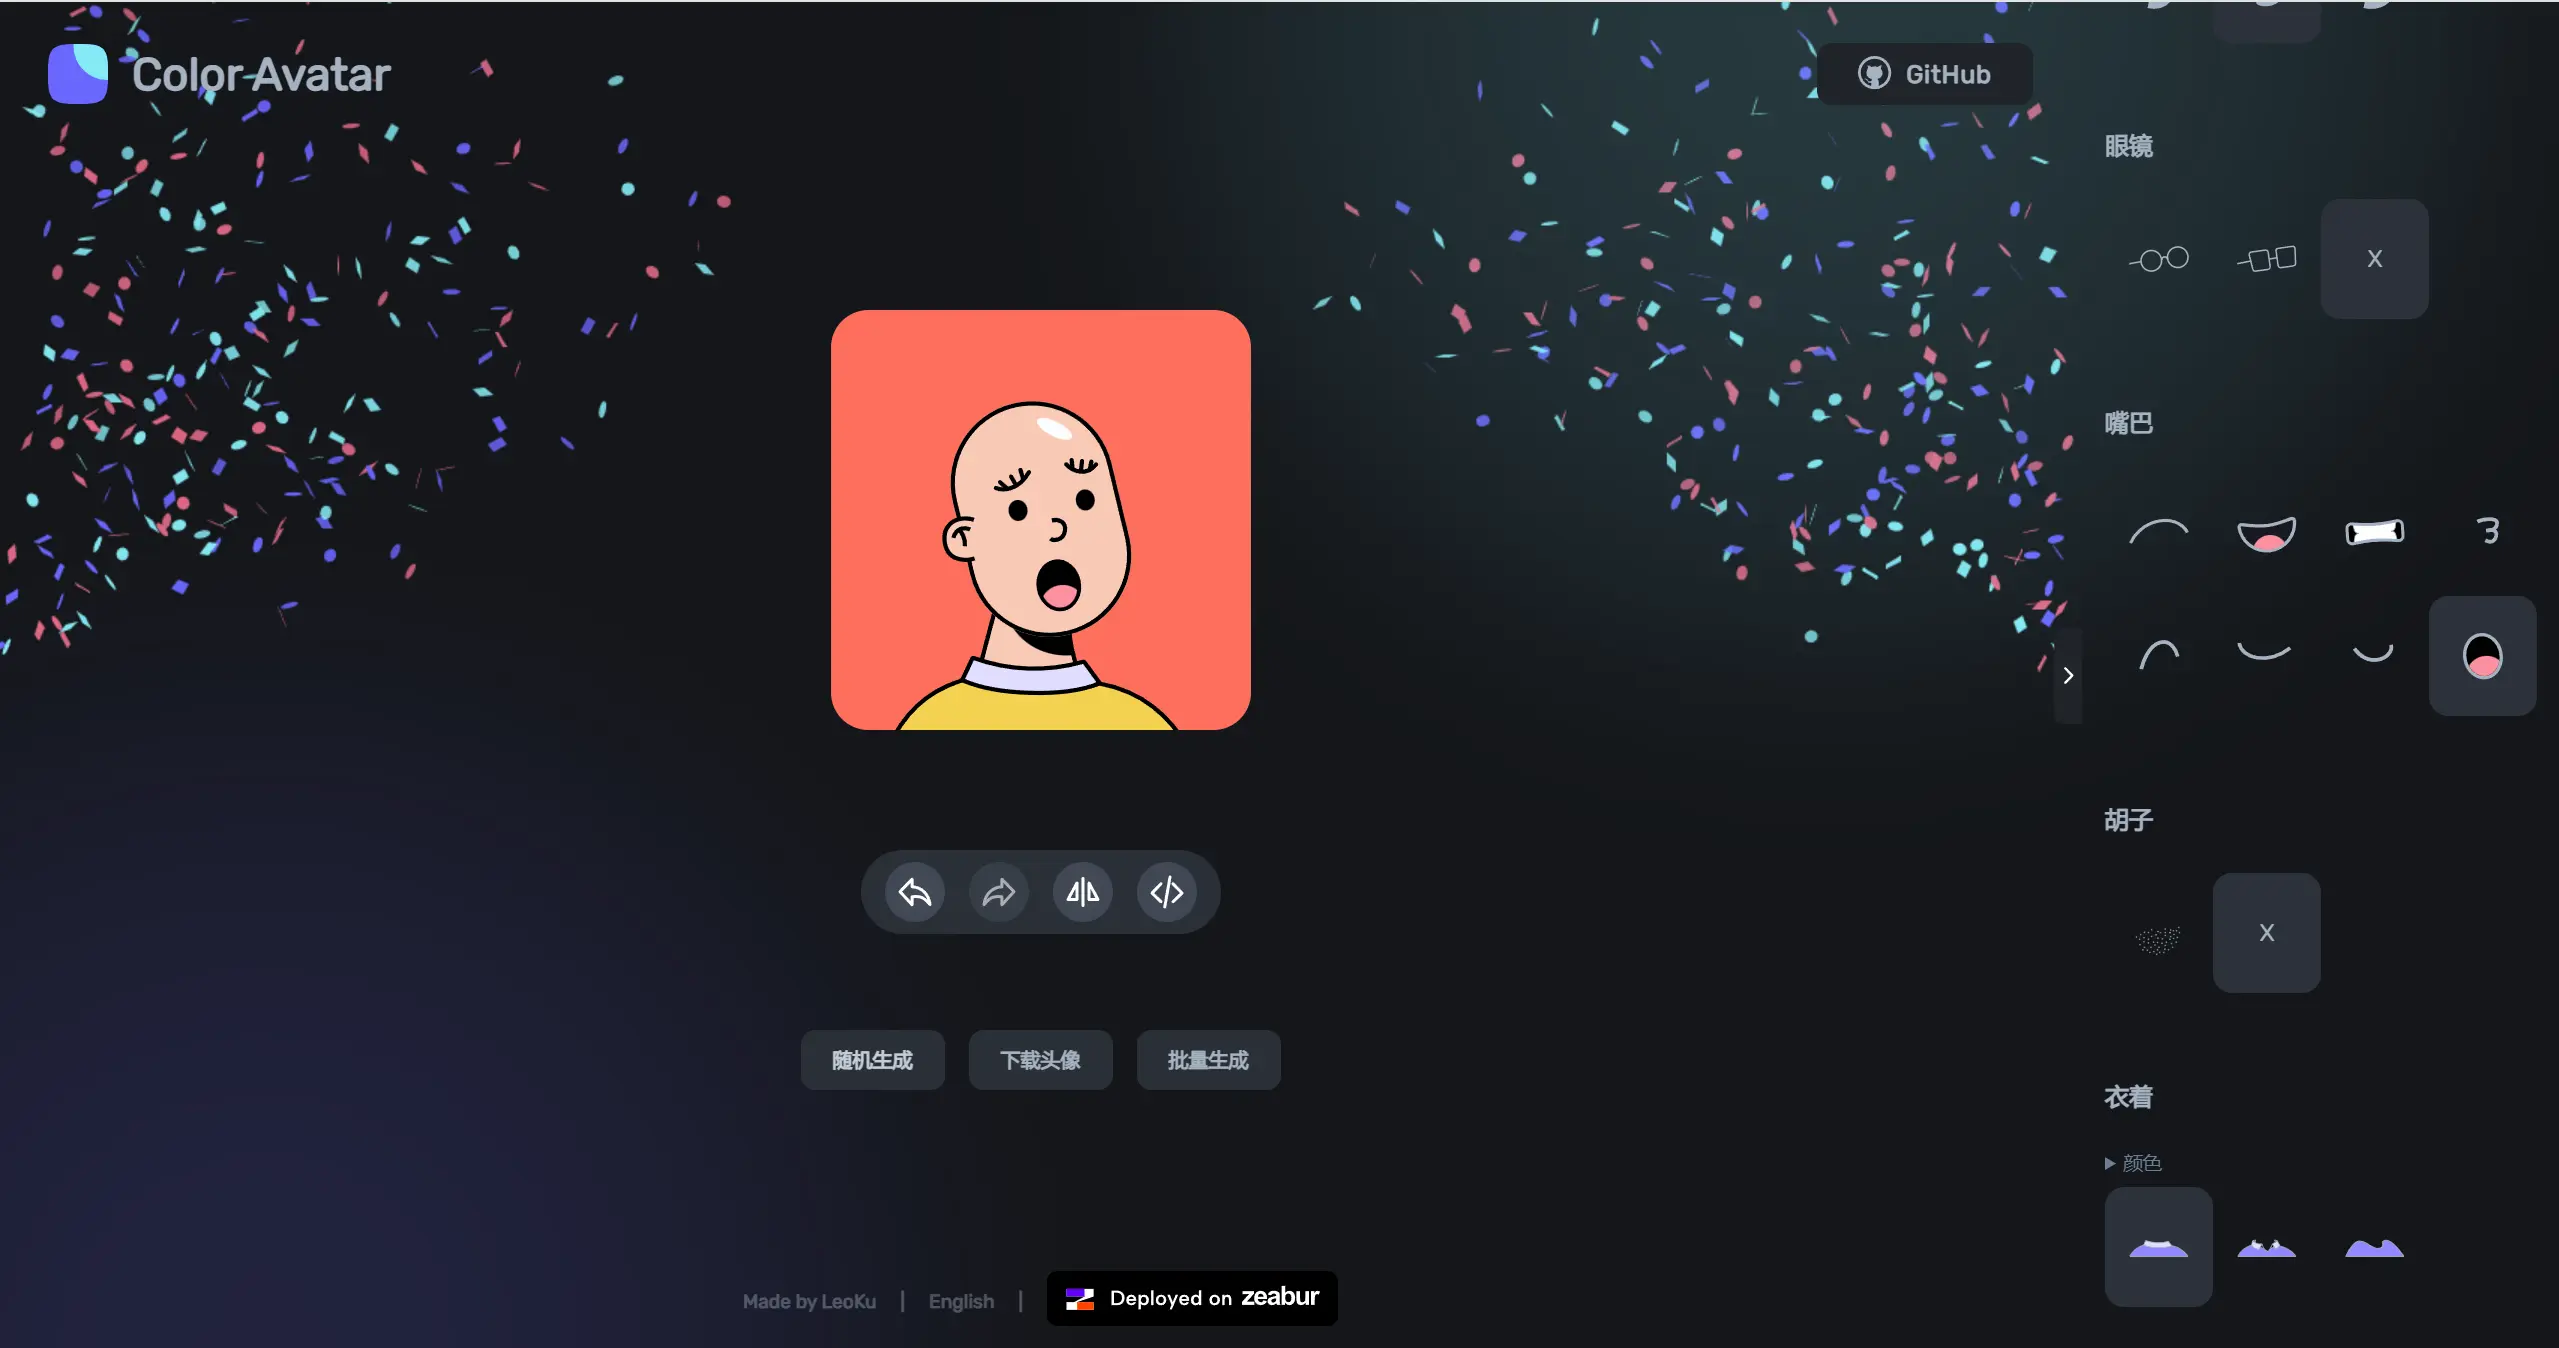 Color Avatar
GitHub
眼镜
X
嘴巴
胡子
X
衣着
颜色
随机生成
下载头像
批量生成
Made by LeoKu | English |
Deployed on zeabur